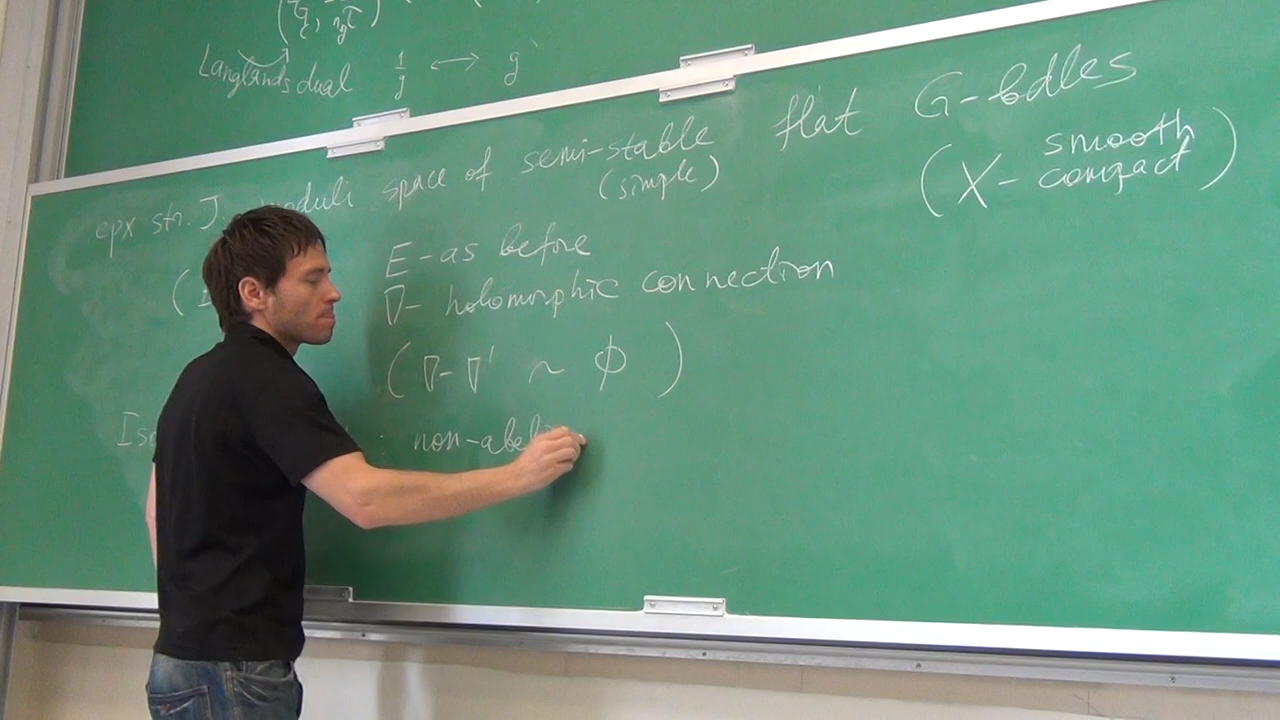 Langlands dual 1/g ⟷ g
cpx str. J. moduli space of semi-stable flat G-bdles
(simple) (X- smooth compact)
E-as before
∇- holomorphic connection
(∇-∇' ~ ϕ)
non-abeli